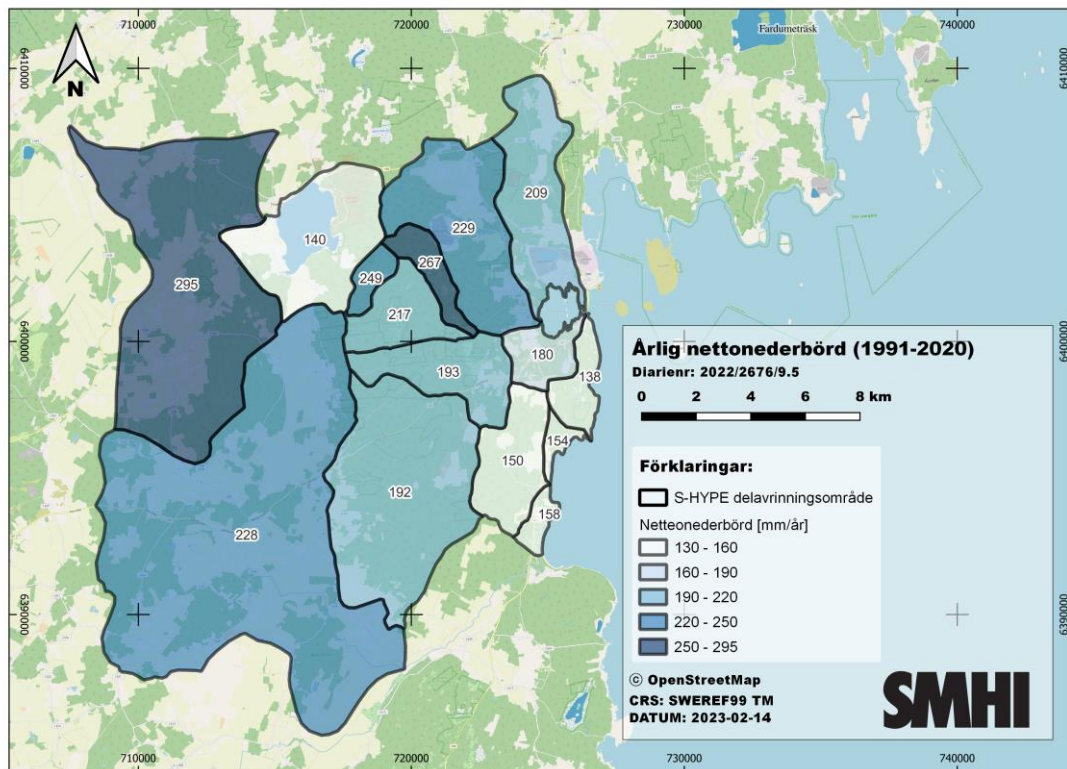 710000
720000
730000
740000
6410000
6410000
Fardumeträsk
N
209
229
140
267
295
249
217
6400000
6400000
180
193
138
154
150
192
158
228
6390000
6390000
Årlig nettonederbörd (1991-2020)
Diarienr: 2022/2676/9.5
0 2 4 6 8 km
Förklaringar:
S-HYPE delavrinningsområde
Netteonederbörd [mm/år]
130 - 160
160 - 190
190 - 220
220 - 250
250 - 295
© OpenStreetMap
CRS: SWEREF99 TM
DATUM: 2023-02-14
SMHI
710000
720000
730000
740000